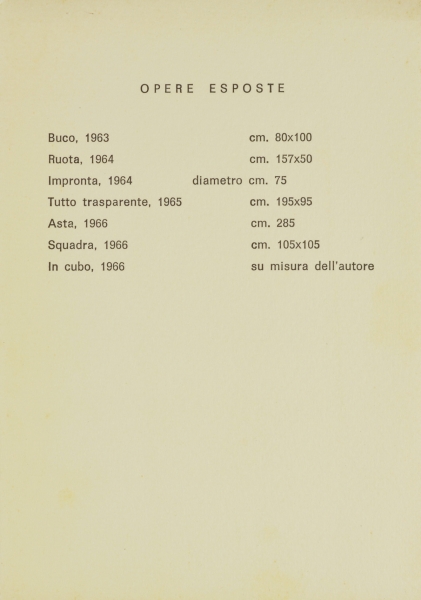 OPERE ESPOSTE
Buco, 1963 cm. 80x100
Ruota, 1964 cm. 157x50
Impronta, 1964 diametro cm. 75
Tutto trasparente, 1965 cm. 195x95
Asta, 1966 cm. 285
Squadra, 1966 cm. 105x105
In cubo, 1966 su misura dell'autore